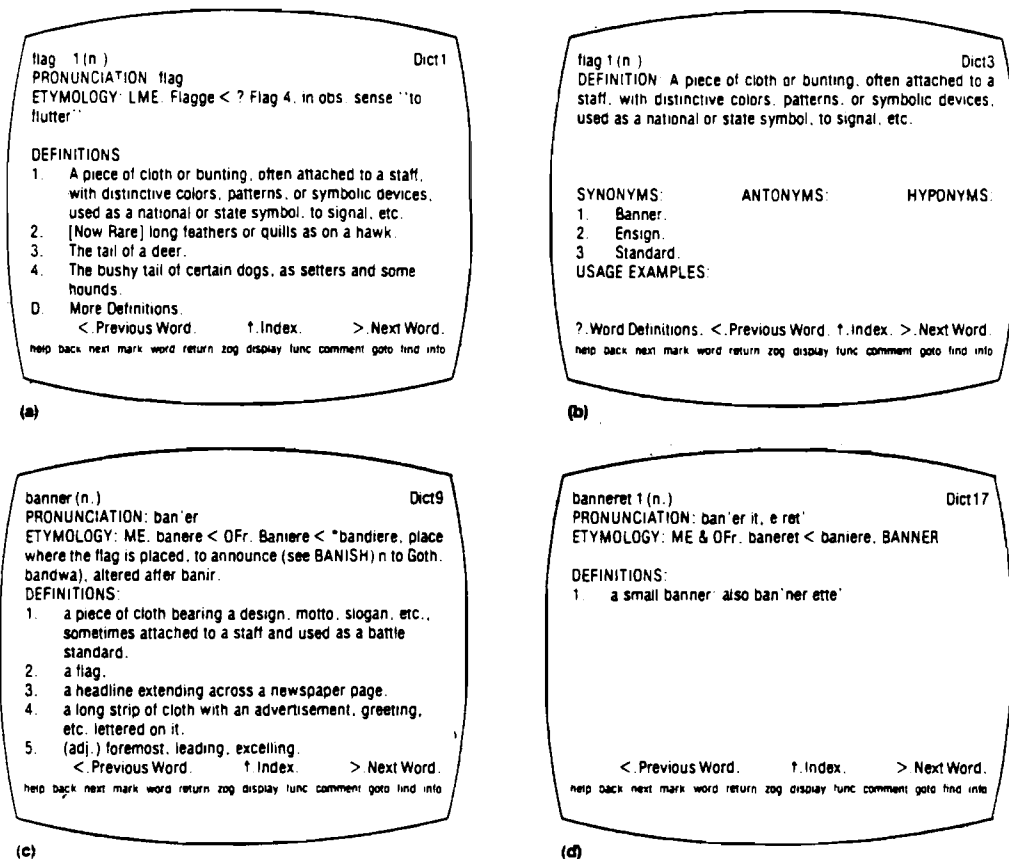 flag 1 (n.) Dict1
PRONUNCIATION flag
ETYMOLOGY: LME. Flagge < ? Flag 4, in obs. sense ``to
flutter``
DEFINITIONS
1. A piece of cloth or bunting, often attached to a staff,
with distinctive colors, patterns, or symbolic devices,
used as a national or state symbol, to signal, etc.
2. [Now Rare] long feathers or quills as on a hawk.
3. The tail of a deer.
4. The bushy tail of certain dogs, as setters and some
hounds.
D. More Definitions.
<.Previous Word. ↑.Index. >.Next Word.
help back next mark word return zog display func comment goto find info
(a)
flag 1 (n.) Dict3
DEFINITION: A piece of cloth or bunting, often attached to a
staff, with distinctive colors, patterns, or symbolic devices,
used as a national or state symbol, to signal, etc.
SYNONYMS: ANTONYMS: HYPONYMS:
1. Banner.
2. Ensign.
3 Standard.
USAGE EXAMPLES:
?.Word Definitions. <.Previous Word. ↑.Index. >.Next Word.
help back next mark word return zog display func comment goto find info
(b)
banner (n.) Dict9
PRONUNCIATION: ban'er
ETYMOLOGY: ME. banere < OFr. Baniere < *bandiere, place
where the flag is placed, to announce (see BANISH) n to Goth.
bandwa), altered after banir.
DEFINITIONS:
1. a piece of cloth bearing a design, motto, slogan, etc.,
sometimes attached to a staff and used as a battle
standard.
2. a flag.
3. a headline extending across a newspaper page.
4. a long strip of cloth with an advertisement, greeting,
etc. lettered on it.
5. (adj.) foremost, leading, excelling.
<.Previous Word. ↑.Index. >.Next Word.
help back next mark word return zog display func comment goto find info
(c)
banneret 1 (n.) Dict17
PRONUNCIATION: ban'er it, e ret'
ETYMOLOGY: ME & OFr. baneret < baniere, BANNER
DEFINITIONS:
1. a small banner: also ban'ner ette'
<.Previous Word. ↑.Index. >.Next Word.
help back next mark word return zog display func comment goto find info
(d)